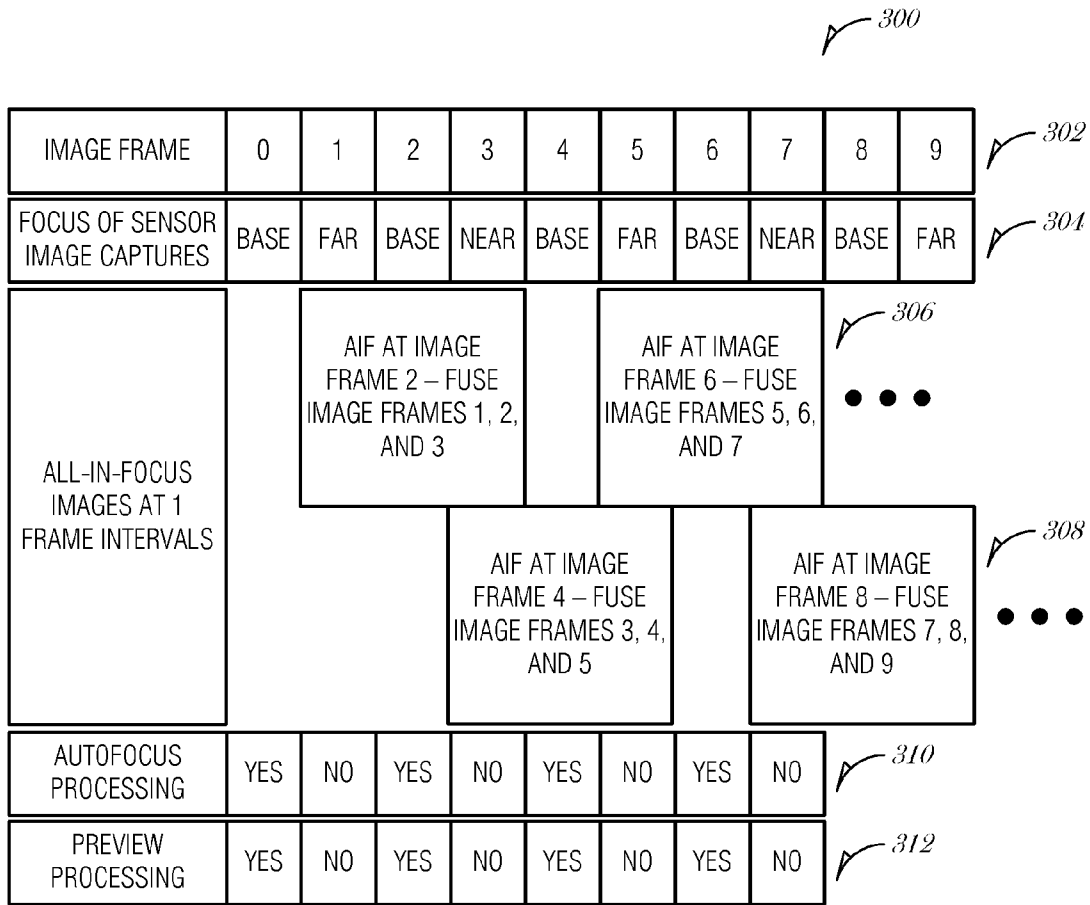 300
IMAGE FRAME 0 1 2 3 4 5 6 7 8 9
302
FOCUS OF SENSOR
IMAGE CAPTURES
BASE FAR BASE NEAR BASE FAR BASE NEAR BASE FAR
304
ALL-IN-FOCUS
IMAGES AT 1
FRAME INTERVALS
AIF AT IMAGE
FRAME 2 – FUSE
IMAGE FRAMES 1, 2,
AND 3
AIF AT IMAGE
FRAME 6 – FUSE
IMAGE FRAMES 5, 6,
AND 7
306
AIF AT IMAGE
FRAME 4 – FUSE
IMAGE FRAMES 3, 4,
AND 5
AIF AT IMAGE
FRAME 8 – FUSE
IMAGE FRAMES 7, 8,
AND 9
308
AUTOFOCUS
PROCESSING
YES NO YES NO YES NO YES NO
310
PREVIEW
PROCESSING
YES NO YES NO YES NO YES NO
312